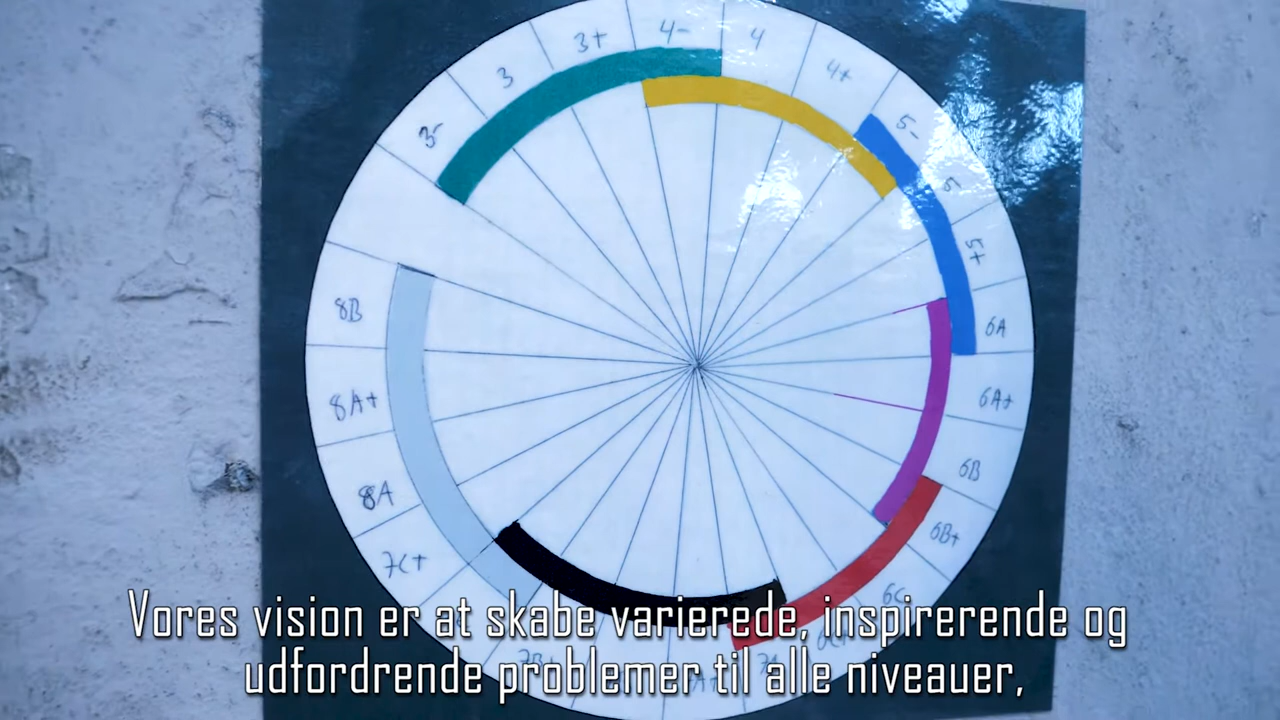 3-
3
3+
4-
4
4+
5-
5
5+
6A
6A+
6B
6B+
6C
7C+
8A
8A+
8B
Vores vision er at skabe varierede, inspirerende og
udfordrende problemer til alle niveauer,